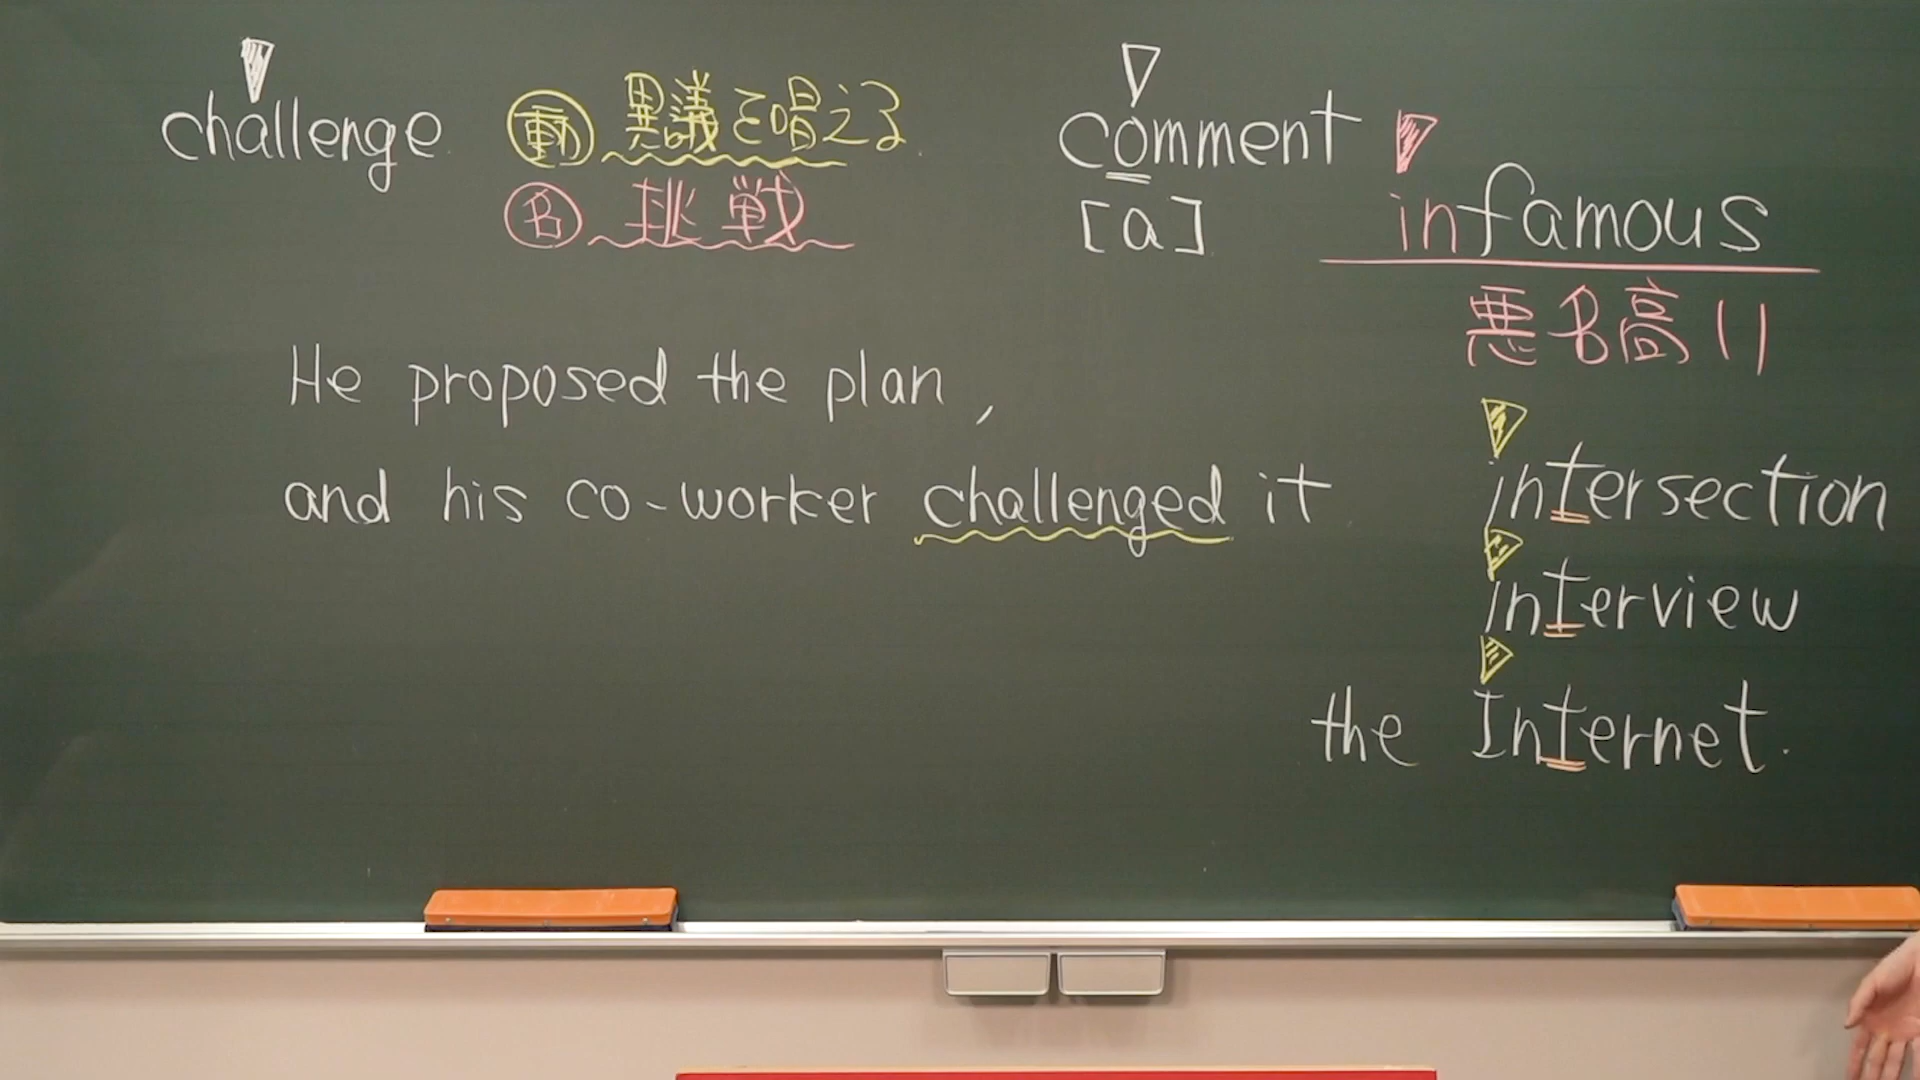 challenge 動 異議を唱える
名 挑戦
comment
[a]
infamous
悪名高い
He proposed the plan,
and his co-worker challenged it
intersection
interview
the Internet.